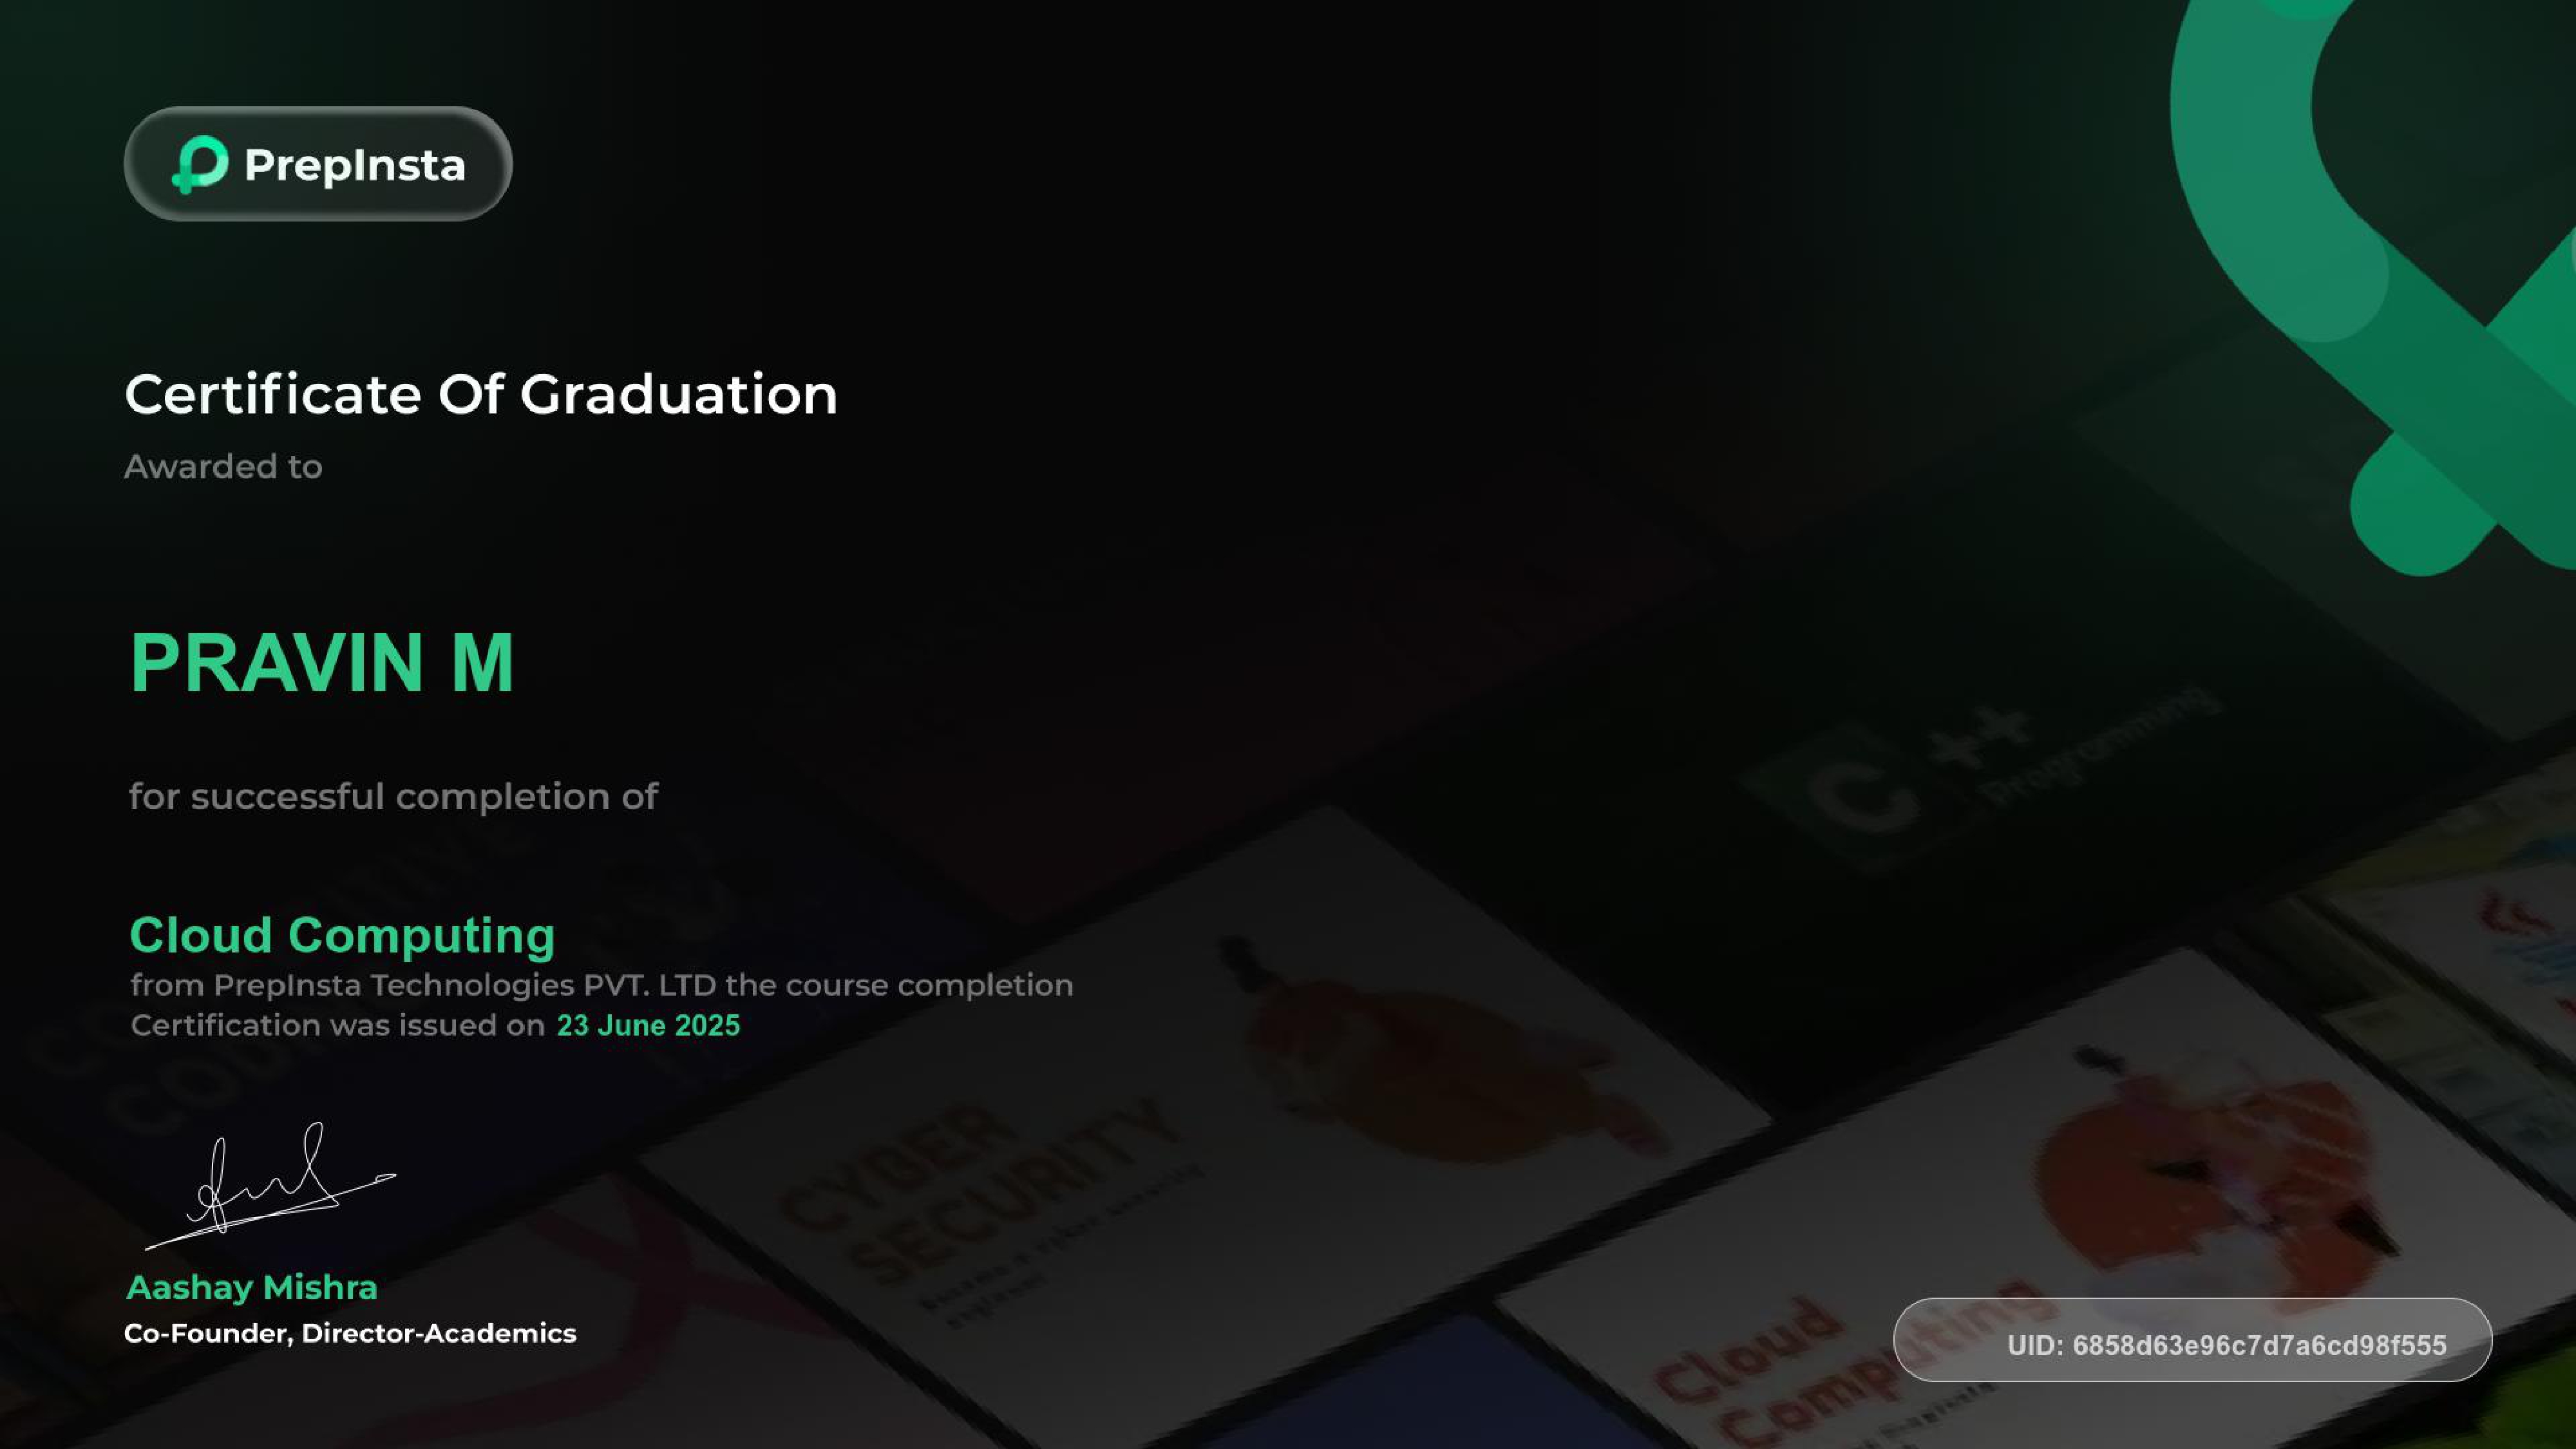 PrepInsta
Certificate Of Graduation
Awarded to
PRAVIN M
for successful completion of
Cloud Computing
from PrepInsta Technologies PVT. LTD the course completion
Certification was issued on 23 June 2025
Aashay Mishra
Co-Founder, Director-Academics
UID: 6858d63e96c7d7a6cd98f555
C++
Programming
CYBER
SECURITY
Cloud
Computing